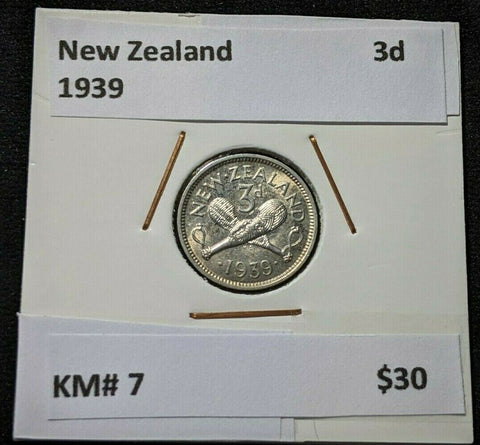 New Zealand 3d
1939
NEW·ZEALAND
3d
·1939·
KM# 7 $30